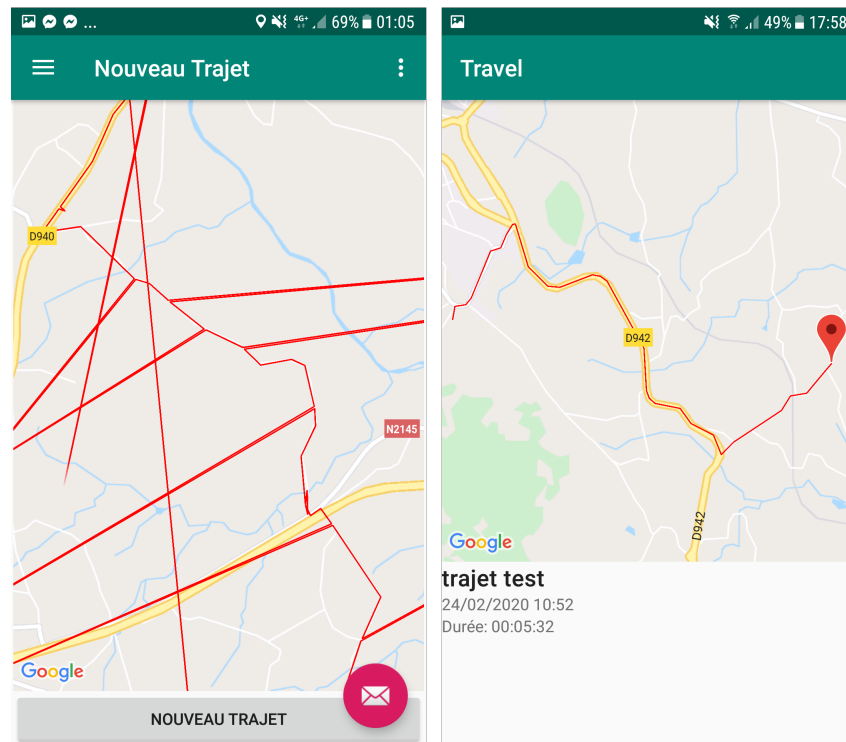 ... 4G+ 69% 01:05
Nouveau Trajet
D940
N2145
Google
NOUVEAU TRAJET
49% 17:58
Travel
D942
D942
Google
trajet test
24/02/2020 10:52
Durée: 00:05:32